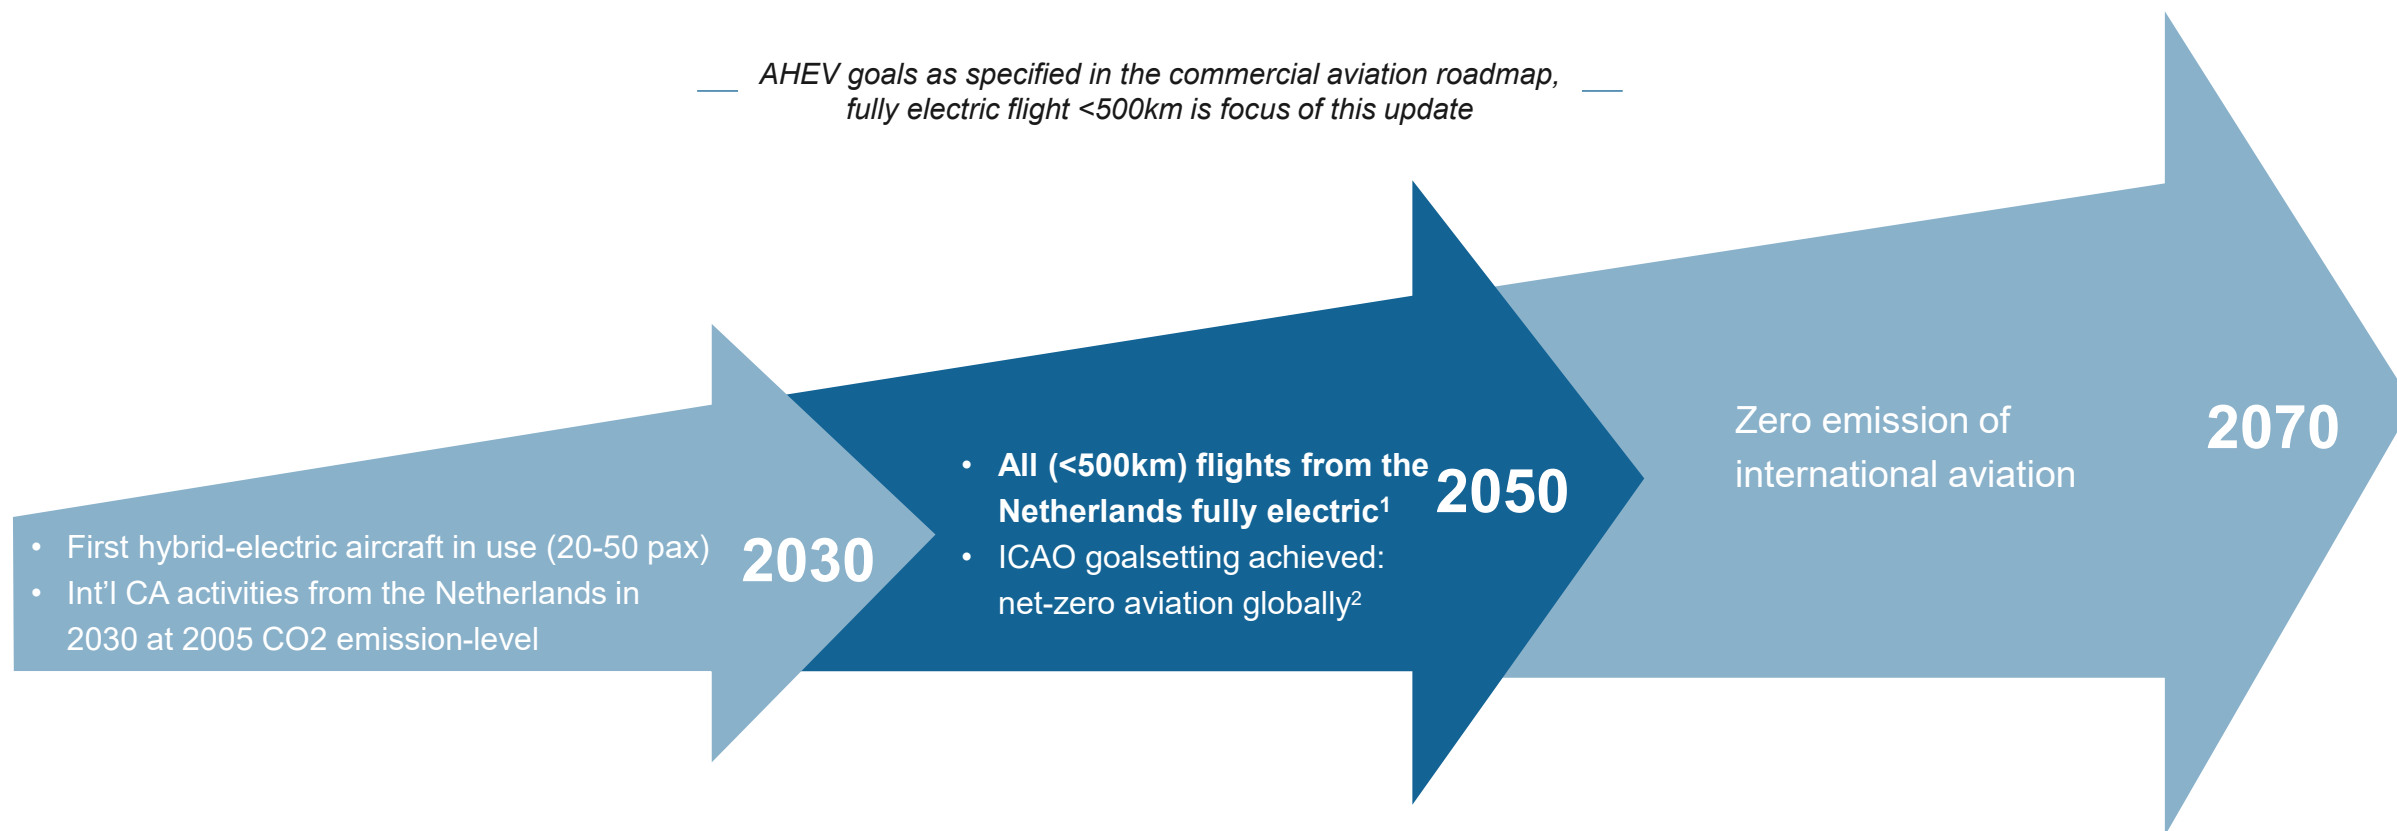 AHEV goals as specified in the commercial aviation roadmap,
fully electric flight <500km is focus of this update
• First hybrid-electric aircraft in use (20-50 pax)
• Int'l CA activities from the Netherlands in
2030 at 2005 CO2 emission-level
2030
• All (<500km) flights from the
Netherlands fully electric¹
• ICAO goalsetting achieved:
net-zero aviation globally²
2050
Zero emission of
international aviation
2070